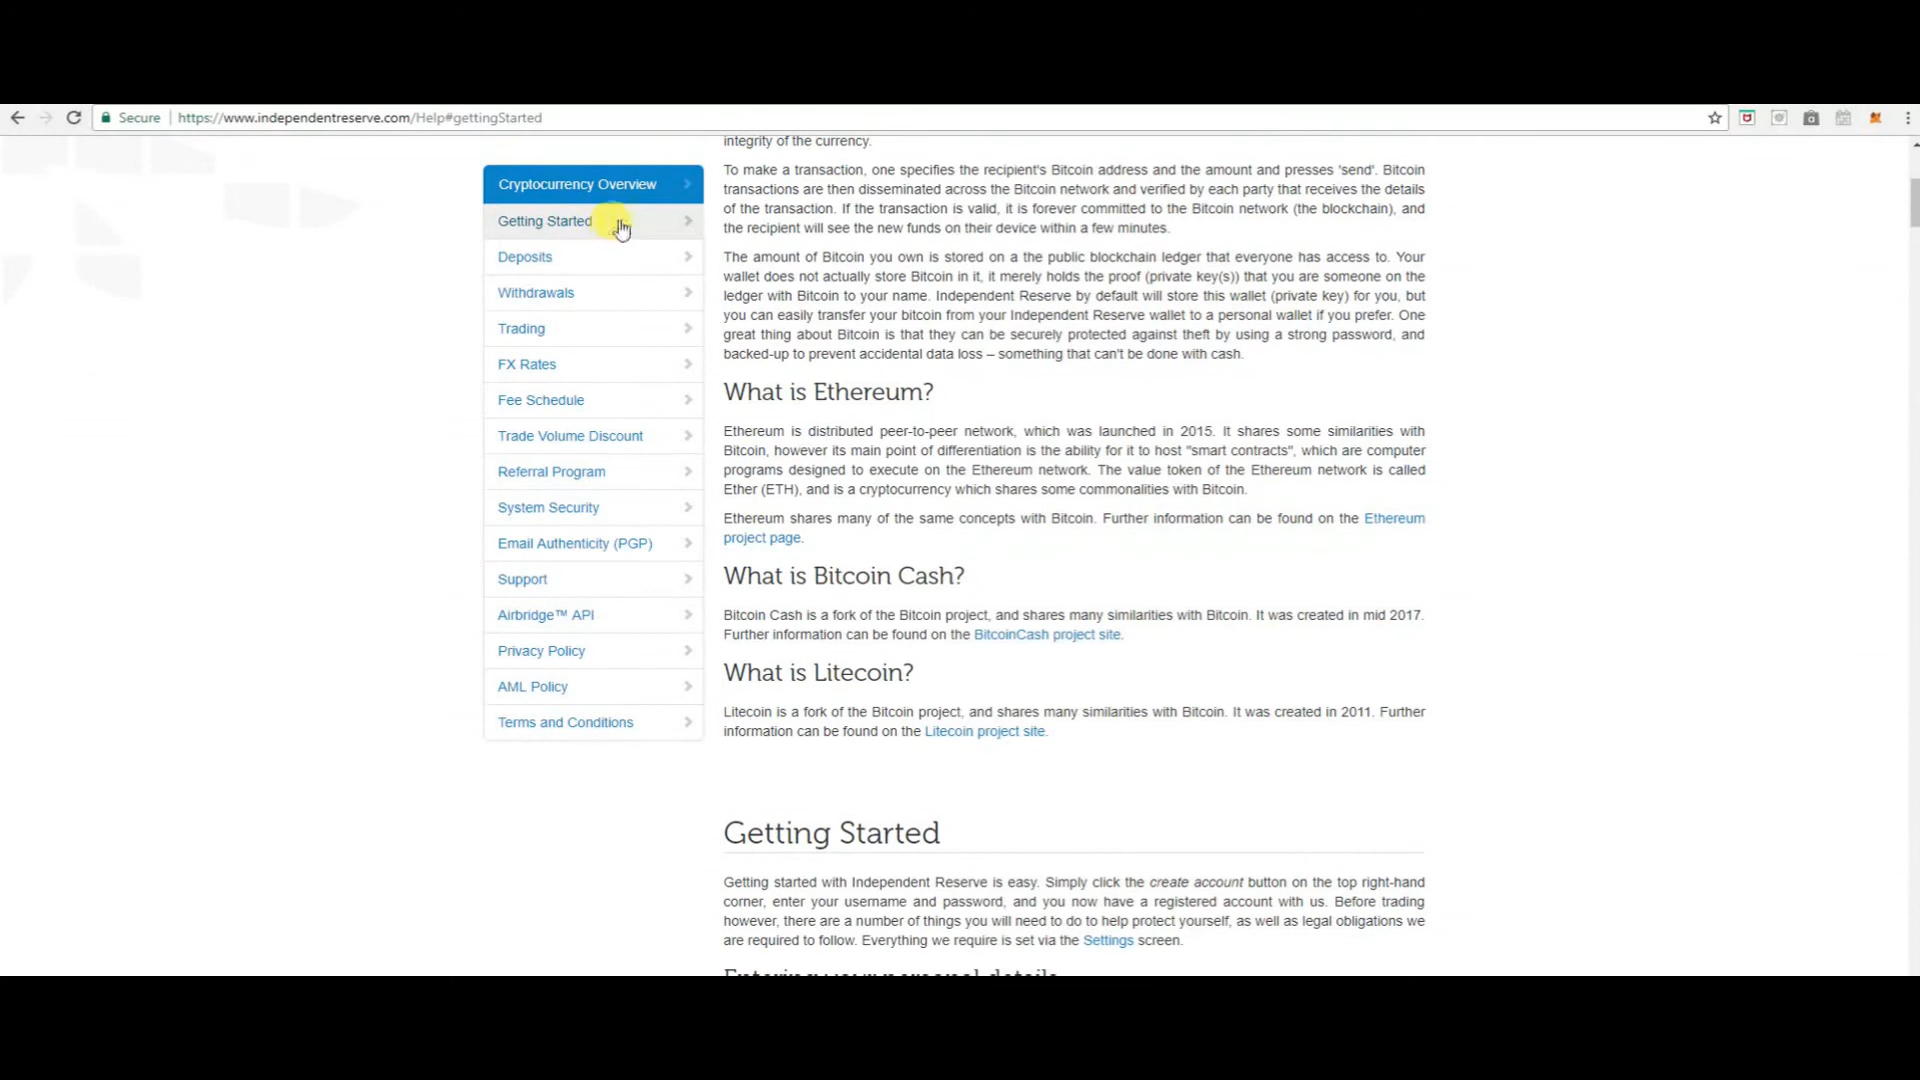 Secure https://www.independentreserve.com/Help#gettingStarted
Cryptocurrency Overview
Getting Started
Deposits
Withdrawals
Trading
FX Rates
Fee Schedule
Trade Volume Discount
Referral Program
System Security
Email Authenticity (PGP)
Support
Airbridge™ API
Privacy Policy
AML Policy
Terms and Conditions
integrity of the currency.
To make a transaction, one specifies the recipient's Bitcoin address and the amount and presses 'send'. Bitcoin
transactions are then disseminated across the Bitcoin network and verified by each party that receives the details
of the transaction. If the transaction is valid, it is forever committed to the Bitcoin network (the blockchain), and
the recipient will see the new funds on their device within a few minutes.
The amount of Bitcoin you own is stored on a the public blockchain ledger that everyone has access to. Your
wallet does not actually store Bitcoin in it, it merely holds the proof (private key(s)) that you are someone on the
ledger with Bitcoin to your name. Independent Reserve by default will store this wallet (private key) for you, but
you can easily transfer your bitcoin from your Independent Reserve wallet to a personal wallet if you prefer. One
great thing about Bitcoin is that they can be securely protected against theft by using a strong password, and
backed-up to prevent accidental data loss – something that can't be done with cash.
What is Ethereum?
Ethereum is distributed peer-to-peer network, which was launched in 2015. It shares some similarities with
Bitcoin, however its main point of differentiation is the ability for it to host "smart contracts", which are computer
programs designed to execute on the Ethereum network. The value token of the Ethereum network is called
Ether (ETH), and is a cryptocurrency which shares some commonalities with Bitcoin.
Ethereum shares many of the same concepts with Bitcoin. Further information can be found on the Ethereum
project page.
What is Bitcoin Cash?
Bitcoin Cash is a fork of the Bitcoin project, and shares many similarities with Bitcoin. It was created in mid 2017.
Further information can be found on the BitcoinCash project site.
What is Litecoin?
Litecoin is a fork of the Bitcoin project, and shares many similarities with Bitcoin. It was created in 2011. Further
information can be found on the Litecoin project site.
Getting Started
Getting started with Independent Reserve is easy. Simply click the create account button on the top right-hand
corner, enter your username and password, and you now have a registered account with us. Before trading
however, there are a number of things you will need to do to help protect yourself, as well as legal obligations we
are required to follow. Everything we require is set via the Settings screen.
Entering your personal details